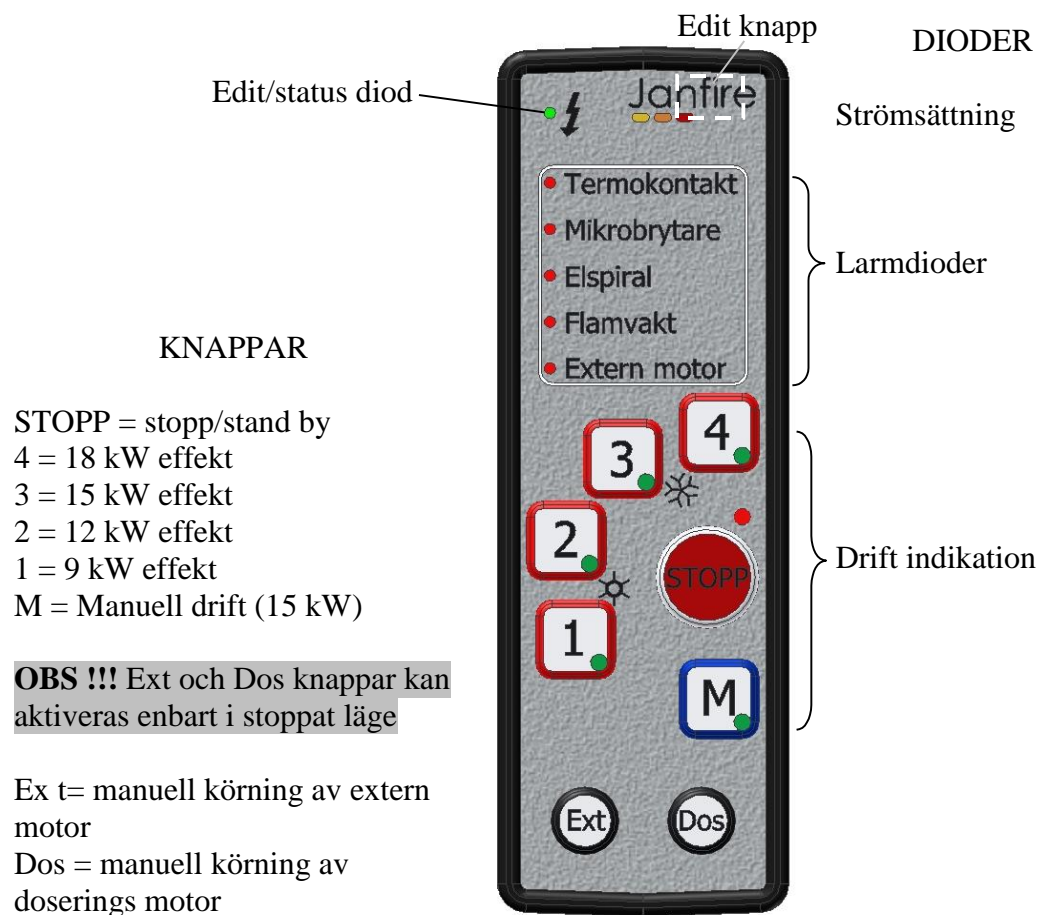 Edit knapp
DIODER
Edit/status diod
Janfire
Strömsättning
Termokontakt
Mikrobrytare
Elspiral
Flamvakt
Extern motor
Larmdioder
KNAPPAR
STOPP = stopp/stand by
4 = 18 kW effekt
3 = 15 kW effekt
2 = 12 kW effekt
1 = 9 kW effekt
M = Manuell drift (15 kW)
OBS !!! Ext och Dos knappar kan
aktiveras enbart i stoppat läge
Ex t= manuell körning av extern
motor
Dos = manuell körning av
doserings motor
4
3
2
STOPP
1
M
Drift indikation
Ext
Dos